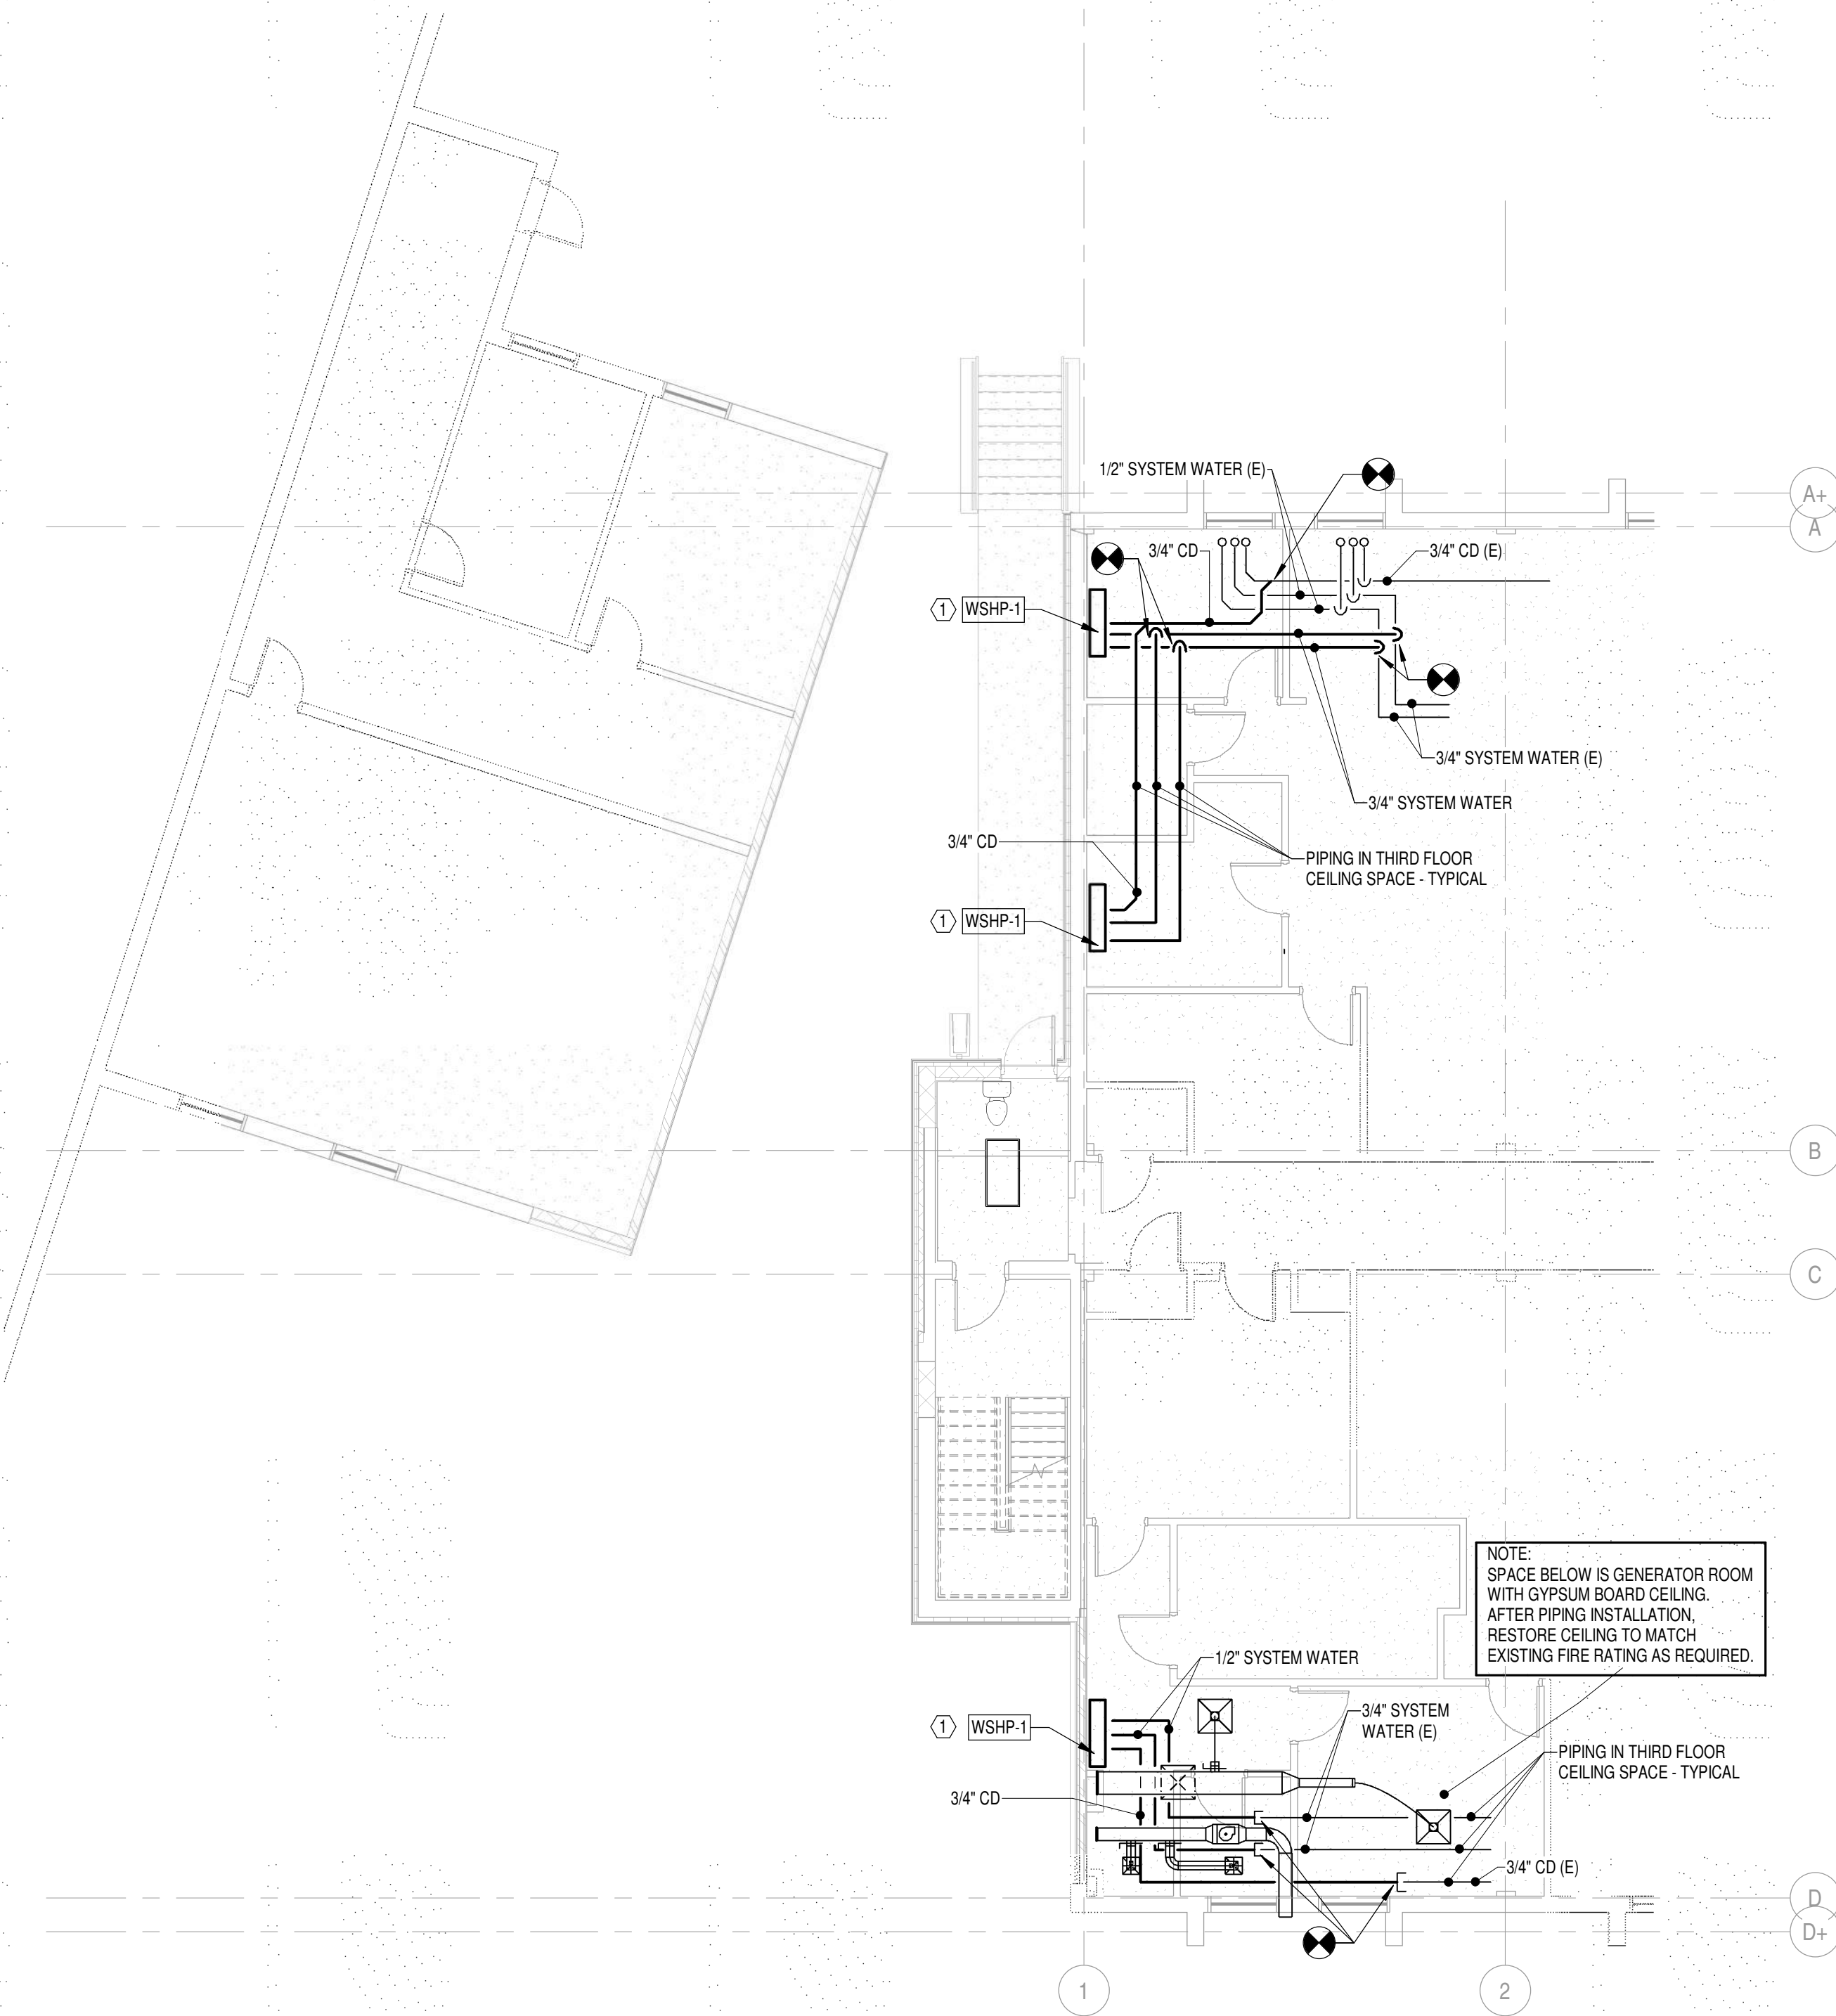 1/2" SYSTEM WATER (E)
A+
A
3/4" CD
3/4" CD (E)
1 WSHP-1
3/4" SYSTEM WATER (E)
3/4" SYSTEM WATER
3/4" CD
PIPING IN THIRD FLOOR
CEILING SPACE - TYPICAL
1 WSHP-1
B
C
NOTE:
SPACE BELOW IS GENERATOR ROOM
WITH GYPSUM BOARD CEILING.
AFTER PIPING INSTALLATION,
RESTORE CEILING TO MATCH
EXISTING FIRE RATING AS REQUIRED.
1/2" SYSTEM WATER
3/4" SYSTEM
WATER (E)
1 WSHP-1
PIPING IN THIRD FLOOR
CEILING SPACE - TYPICAL
3/4" CD
3/4" CD (E)
D
D+
1
2